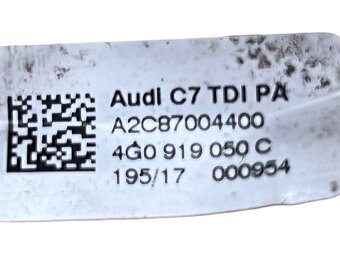 Audi C7 TDI PA
A2C87004400
4G0 919 050 C
195/17 000954